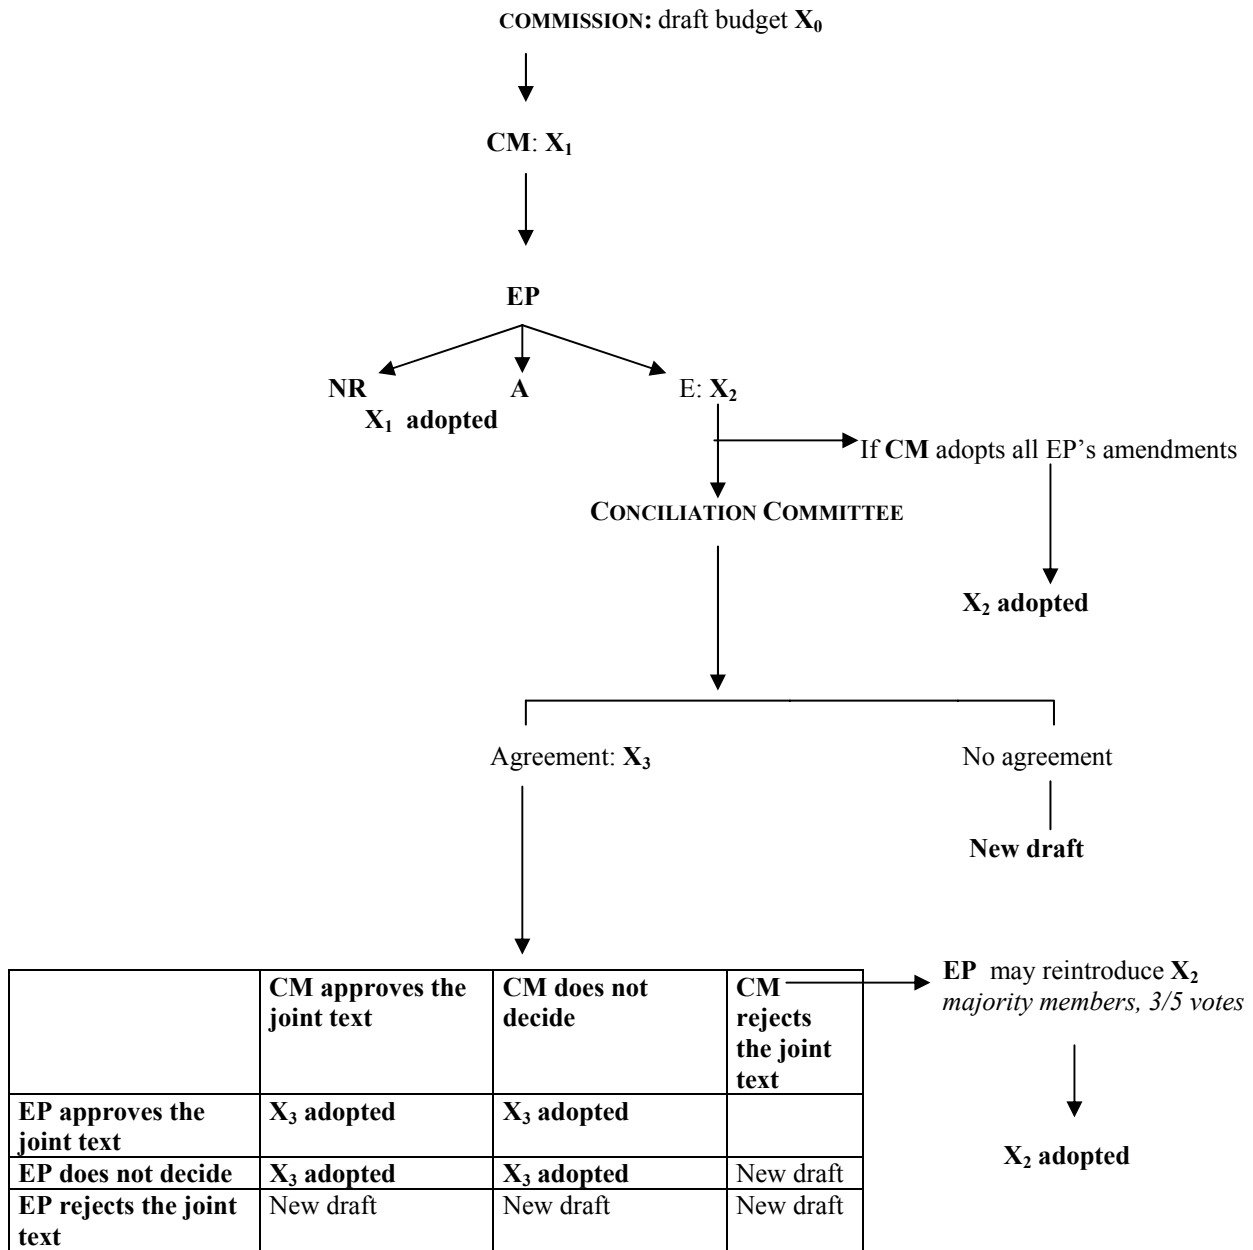 COMMISSION: draft budget X0
CM: X1
EP
NR A E: X2
X1 adopted
If CM adopts all EP’s amendments
CONCILIATION COMMITTEE
X2 adopted
Agreement: X3 No agreement
New draft
EP may reintroduce X2
majority members, 3/5 votes
X2 adopted
CM approves the
joint text
CM does not
decide
CM
rejects
the joint
text
EP approves the
joint text
X3 adopted X3 adopted
EP does not decide X3 adopted X3 adopted New draft
EP rejects the joint
text
New draft New draft New draft